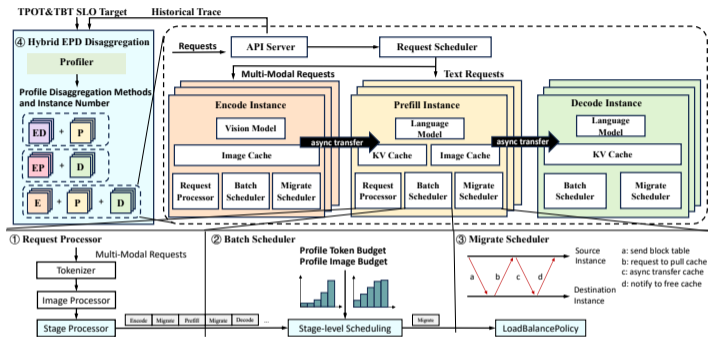 TPOT&TBT SLO Target
Historical Trace
④ Hybrid EPD Disaggregation
Profiler
Profile Disaggregation Methods
and Instance Number
ED + P
EP + D
E + P + D
Requests
API Server
Request Scheduler
Multi-Modal Requests
Text Requests
Encode Instance
Vision Model
Image Cache
Request
Processor
Batch
Scheduler
Migrate
Scheduler
async transfer
Prefill Instance
Language
Model
KV Cache
Image Cache
Request
Processor
Batch
Scheduler
Migrate
Scheduler
async transfer
Decode Instance
Language
Model
KV Cache
Batch
Scheduler
Migrate
Scheduler
① Request Processor
Multi-Modal Requests
Tokenizer
Image Processor
Stage Processor
Encode Migrate Prefill Migrate Decode ...
② Batch Scheduler
Profile Token Budget
Profile Image Budget
Stage-level Scheduling
Migrate
③ Migrate Scheduler
Source
Instance
a b c d
Destination
Instance
a: send block table
b: request to pull cache
c: async transfer cache
d: notify to free cache
LoadBalancePolicy